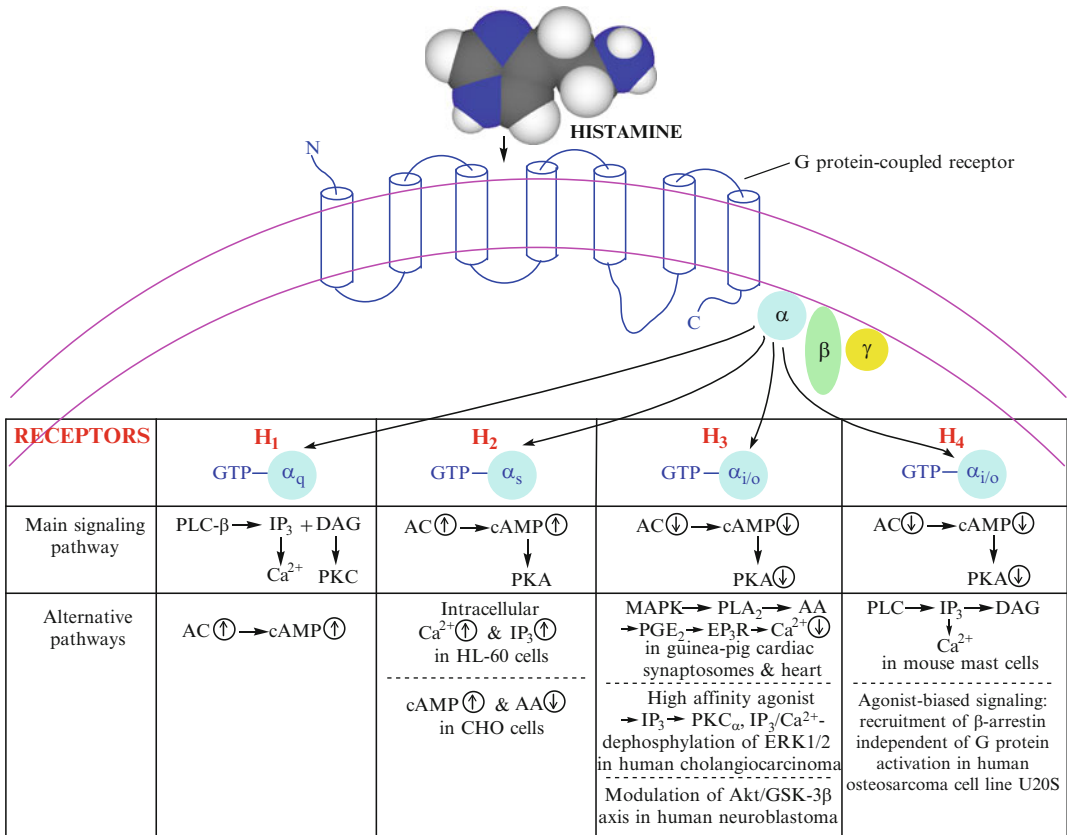 HISTAMINE
N
G protein-coupled receptor
C
α
β
γ
RECEPTORS
H₁
GTP–αq
H₂
GTP–αs
H₃
GTP–αi/o
H₄
GTP–αi/o
Main signaling
pathway
PLC-β→IP₃ + DAG
Ca²⁺ PKC
AC↑→cAMP↑
PKA
AC↓→cAMP↓
PKA↓
AC↓→cAMP↓
PKA↓
Alternative
pathways
AC↑→cAMP↑
Intracellular
Ca²⁺↑ & IP₃↑
in HL-60 cells
cAMP↑ & AA↓
in CHO cells
MAPK→PLA₂→AA
→PGE₂→EP₃R→Ca²⁺↓
in guinea-pig cardiac
synaptosomes & heart
High affinity agonist
→IP₃→PKCα, IP₃/Ca²⁺-
dephosphylation of ERK1/2
in human cholangiocarcinoma
Modulation of Akt/GSK-3β
axis in human neuroblastoma
PLC→IP₃→DAG
Ca²⁺
in mouse mast cells
Agonist-biased signaling:
recruitment of β-arrestin
independent of G protein
activation in human
osteosarcoma cell line U20S